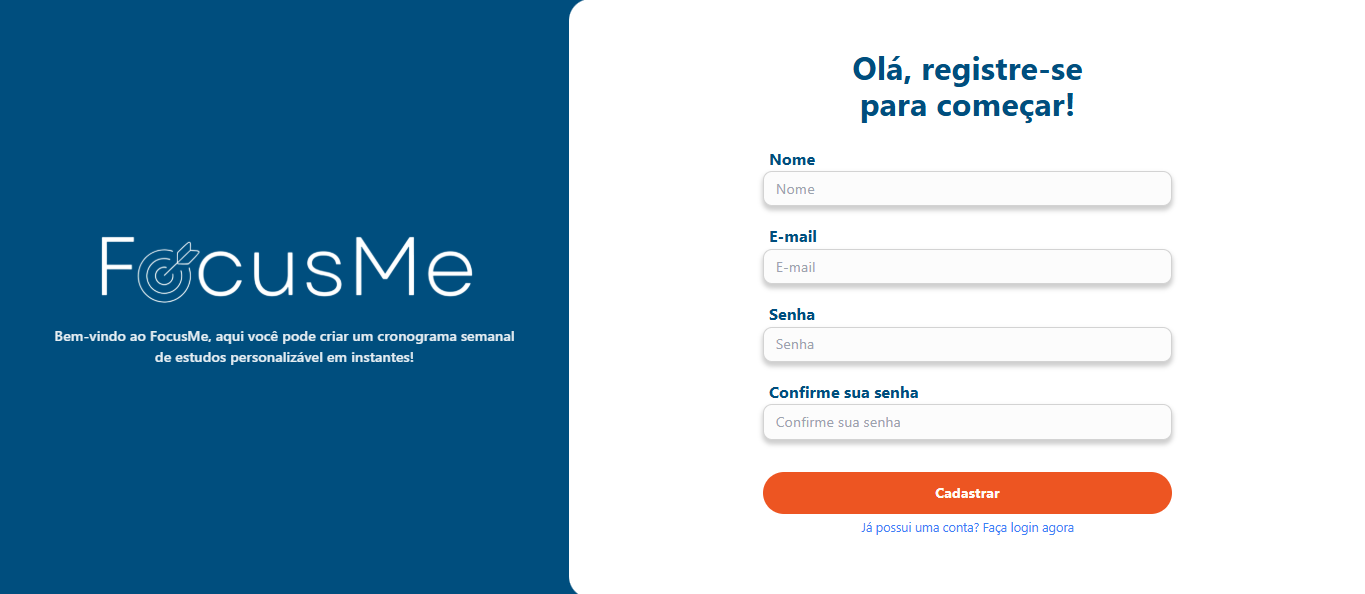 FocusMe
Bem-vindo ao FocusMe, aqui você pode criar um cronograma semanal
de estudos personalizável em instantes!
Olá, registre-se
para começar!
Nome
Nome
E-mail
E-mail
Senha
Senha
Confirme sua senha
Confirme sua senha
Cadastrar
Já possui uma conta? Faça login agora